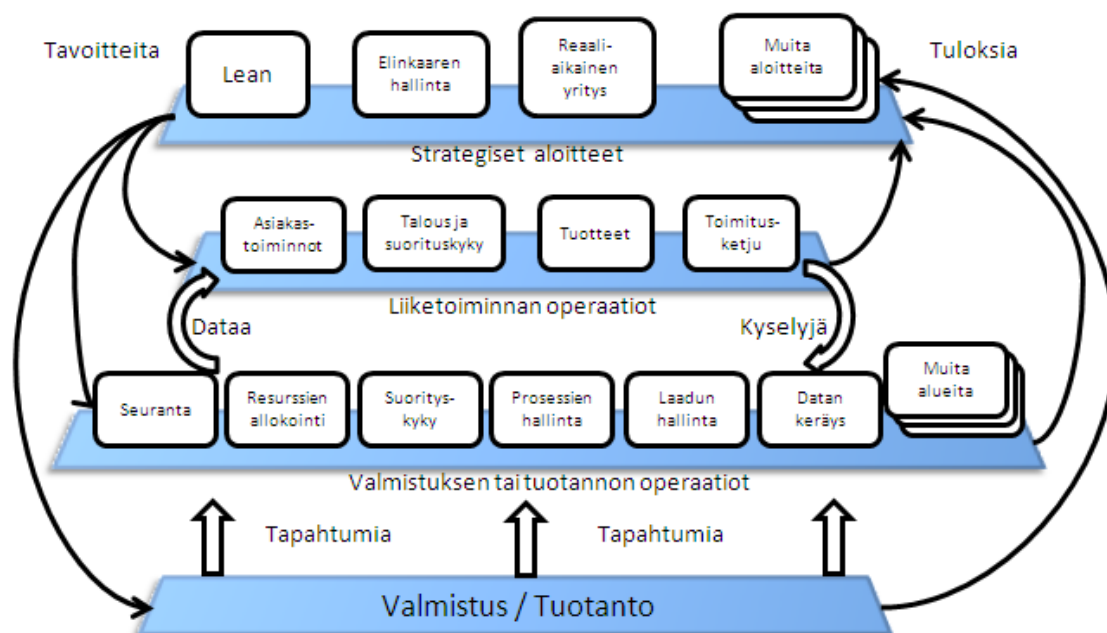 Tavoitteita
Lean
Elinkaaren
hallinta
Reaali-
aikainen
yritys
Muita
aloitteita
Tuloksia
Strategiset aloitteet
Asiakas-
toiminnot
Talous ja
suorituskyky
Tuotteet
Toimitus-
ketju
Liiketoiminnan operaatiot
Dataa
Kyselyjä
Seuranta
Resurssien
allokointi
Suoritys-
kyky
Prosessien
hallinta
Laadun
hallinta
Datan
keräys
Muita
alueita
Valmistuksen tai tuotannon operaatiot
Tapahtumia
Tapahtumia
Valmistus / Tuotanto